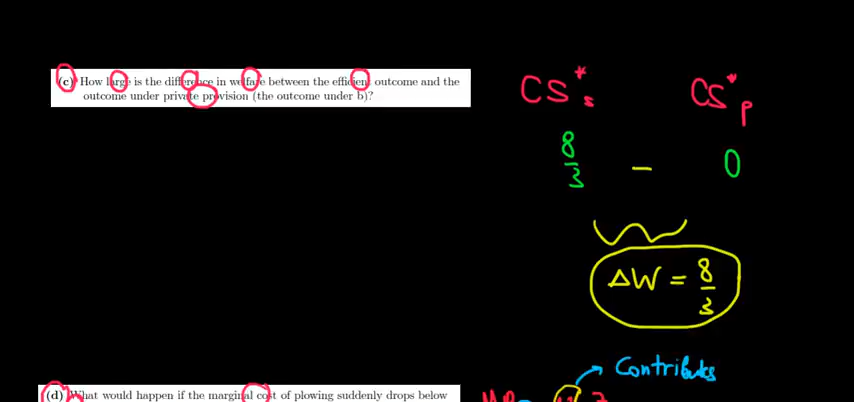 (c) How large is the difference in welfare between the efficient outcome and the
outcome under private provision (the outcome under b)?
CS*s CS*p
8/3 − 0
ΔW = 8/3
Contributes
(d) What would happen if the marginal cost of plowing suddenly drops below